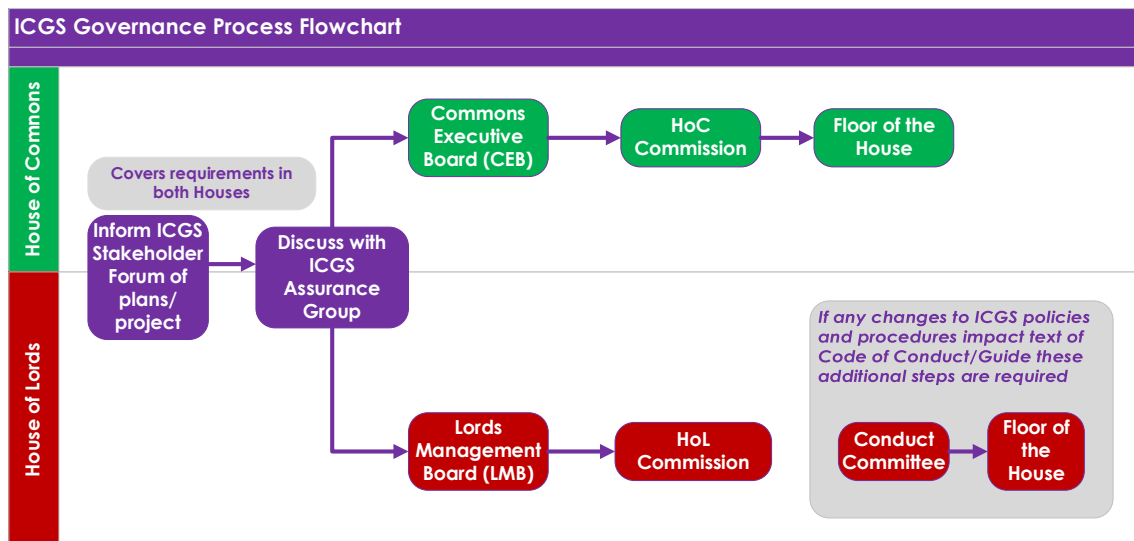 ICGS Governance Process Flowchart
House of Commons
Commons
Executive
Board (CEB)
HoC
Commission
Floor of the
House
Covers requirements in
both Houses
Inform ICGS
Stakeholder
Forum of
plans/
project
Discuss with
ICGS
Assurance
Group
House of Lords
Lords
Management
Board (LMB)
HoL
Commission
If any changes to ICGS policies
and procedures impact text of
Code of Conduct/Guide these
additional steps are required
Conduct
Committee
Floor of
the
House